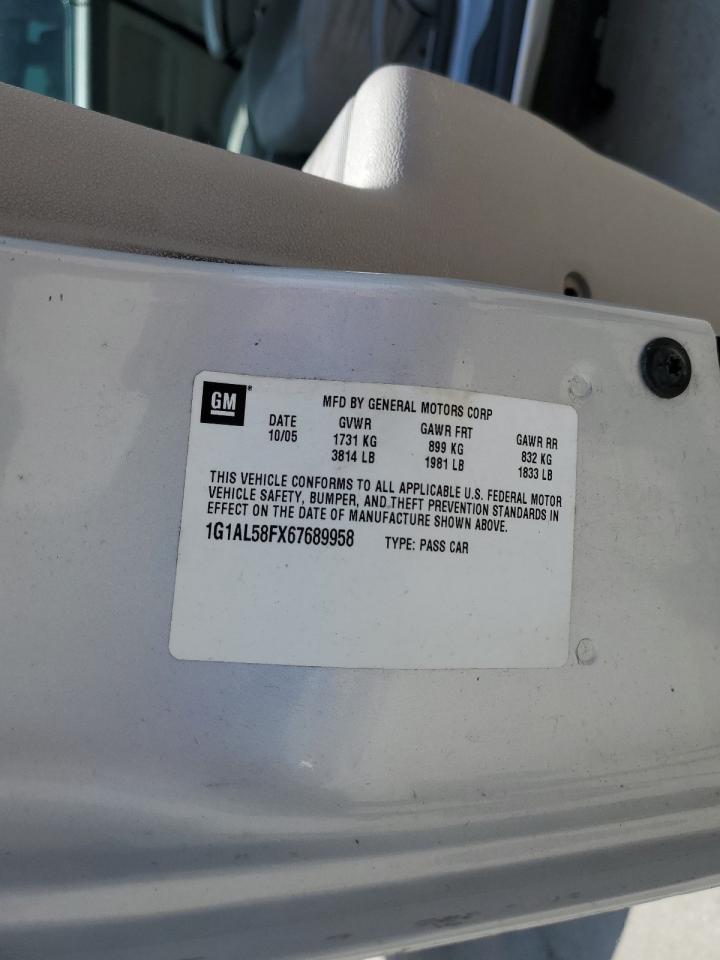 GM®
MFD BY GENERAL MOTORS CORP
DATE GVWR GAWR FRT GAWR RR
10/05 1731 KG 899 KG 832 KG
3814 LB 1981 LB 1833 LB
THIS VEHICLE CONFORMS TO ALL APPLICABLE U.S. FEDERAL MOTOR
VEHICLE SAFETY, BUMPER, AND THEFT PREVENTION STANDARDS IN
EFFECT ON THE DATE OF MANUFACTURE SHOWN ABOVE.
1G1AL58FX67689958 TYPE: PASS CAR